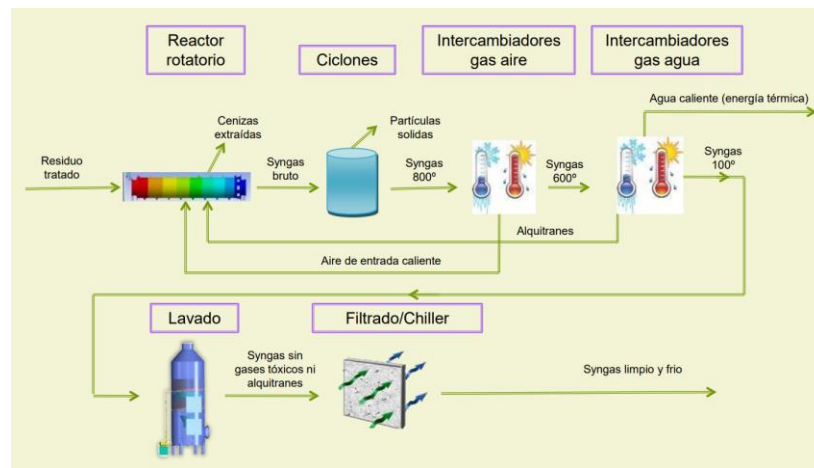 Reactor
rotatorio
Ciclones
Intercambiadores
gas aire
Intercambiadores
gas agua
Agua caliente (energía térmica)
Cenizas
extraídas
Partículas
solidas
Residuo
tratado
Syngas
bruto
Syngas
800º
Syngas
600º
Syngas
100º
Alquitranes
Aire de entrada caliente
Lavado
Filtrado/Chiller
Syngas sin
gases tóxicos ni
alquitranes
Syngas limpio y frio